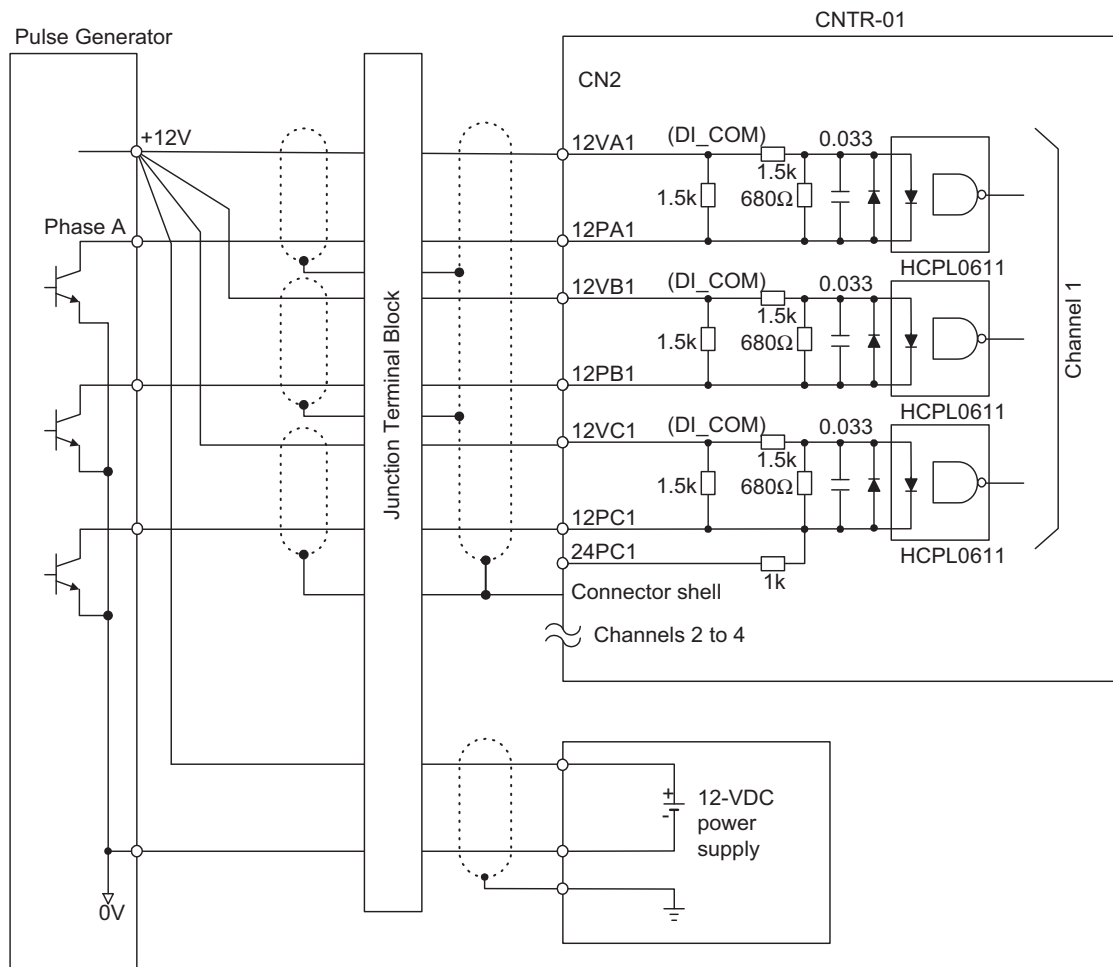 CNTR-01
Pulse Generator
CN2
+12V
12VA1
(DI_COM)
0.033
1.5k
1.5k
680Ω
Phase A
12PA1
HCPL0611
12VB1
(DI_COM)
0.033
1.5k
1.5k
680Ω
12PB1
HCPL0611
12VC1
(DI_COM)
0.033
1.5k
1.5k
680Ω
12PC1
HCPL0611
24PC1
1k
Connector shell
Channels 2 to 4
Channel 1
Junction Terminal Block
+
-
12-VDC
power
supply
0V